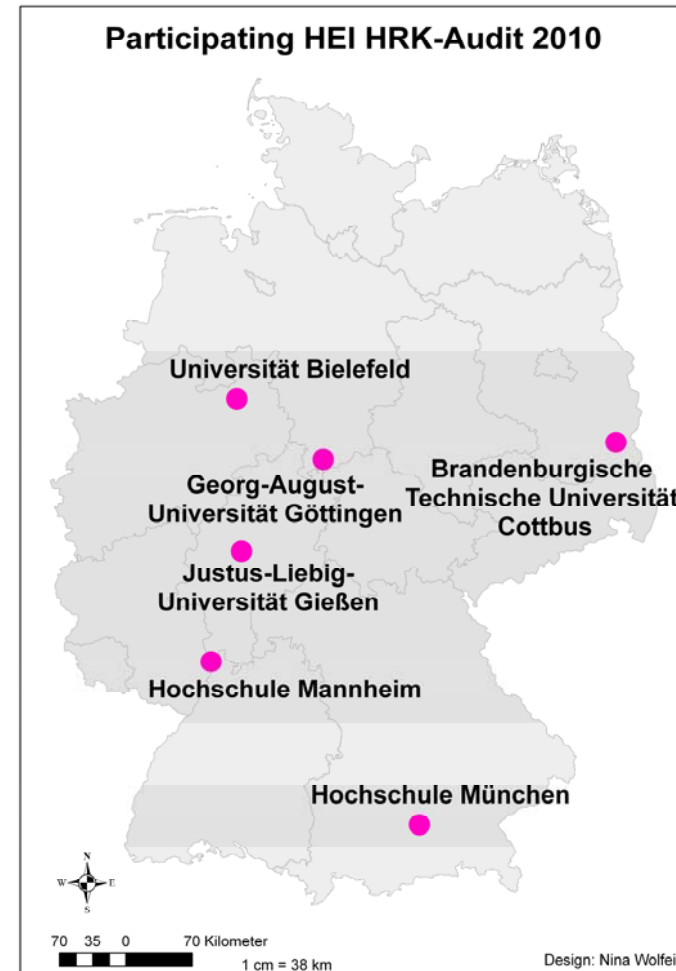 Participating HEI HRK-Audit 2010
Universität Bielefeld
Georg-August-
Universität Göttingen
Brandenburgische
Technische Universität
Cottbus
Justus-Liebig-
Universität Gießen
Hochschule Mannheim
Hochschule München
N
W E
S
70 35 0 70 Kilometer
1 cm = 38 km
Design: Nina Wolfei